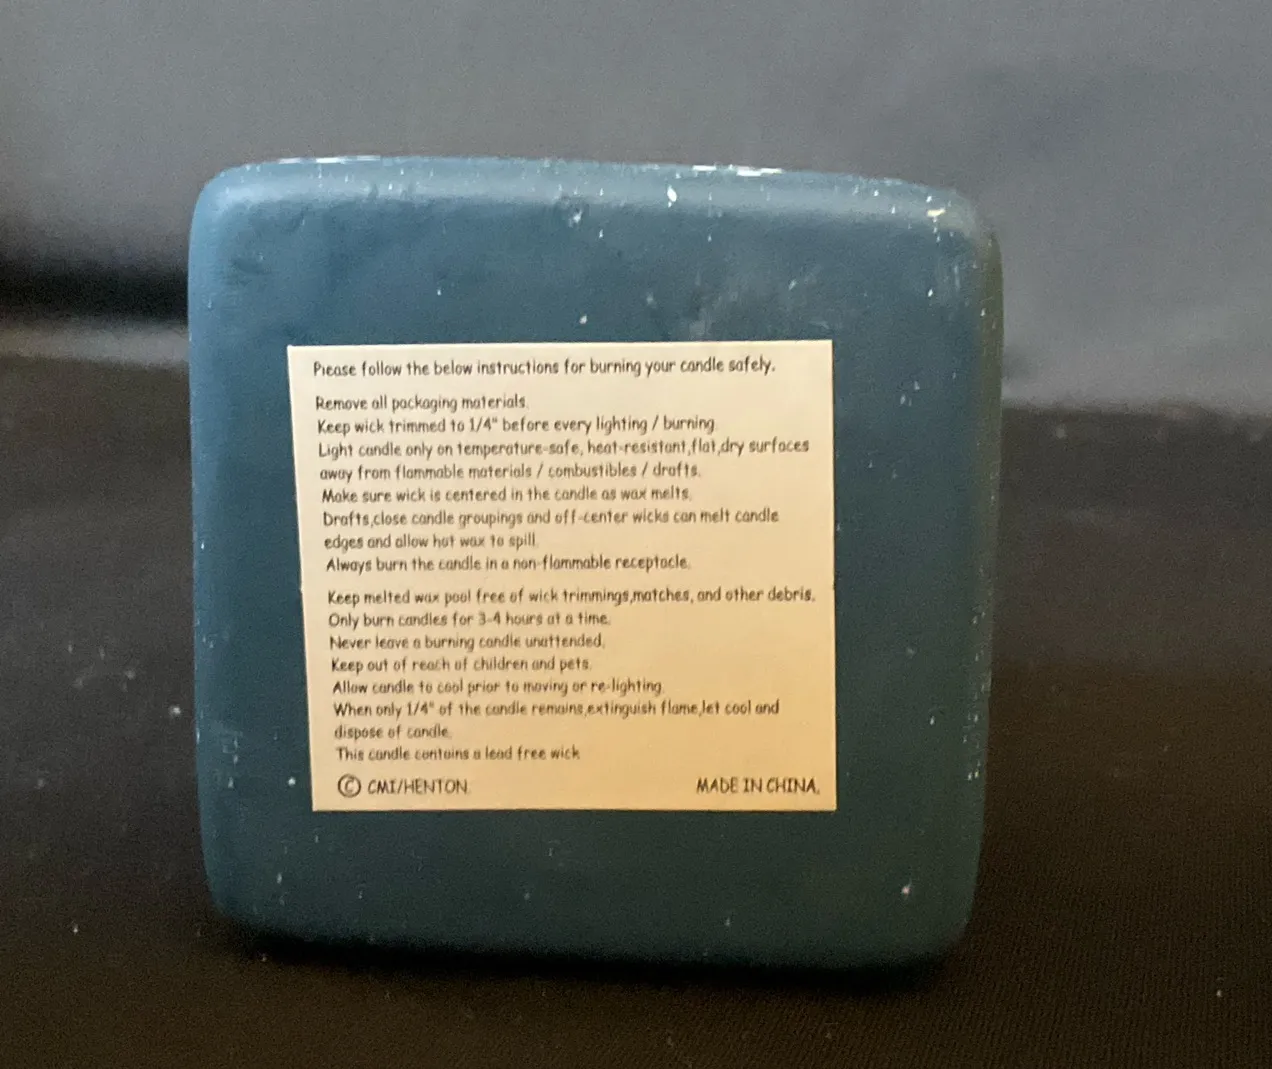 Please follow the below instructions for burning your candle safely.
Remove all packaging materials.
Keep wick trimmed to 1/4" before every lighting / burning.
Light candle only on temperature-safe, heat-resistant,flat,dry surfaces
away from flammable materials / combustibles / drafts.
Make sure wick is centered in the candle as wax melts.
Drafts,close candle groupings and off-center wicks can melt candle
edges and allow hot wax to spill.
Always burn the candle in a non-flammable receptacle.
Keep melted wax pool free of wick trimmings,matches, and other debris.
Only burn candles for 3-4 hours at a time.
Never leave a burning candle unattended.
Keep out of reach of children and pets.
Allow candle to cool prior to moving or re-lighting.
When only 1/4" of the candle remains,extinguish flame,let cool and
dispose of candle.
This candle contains a lead free wick
© CMI/HENTON. MADE IN CHINA.